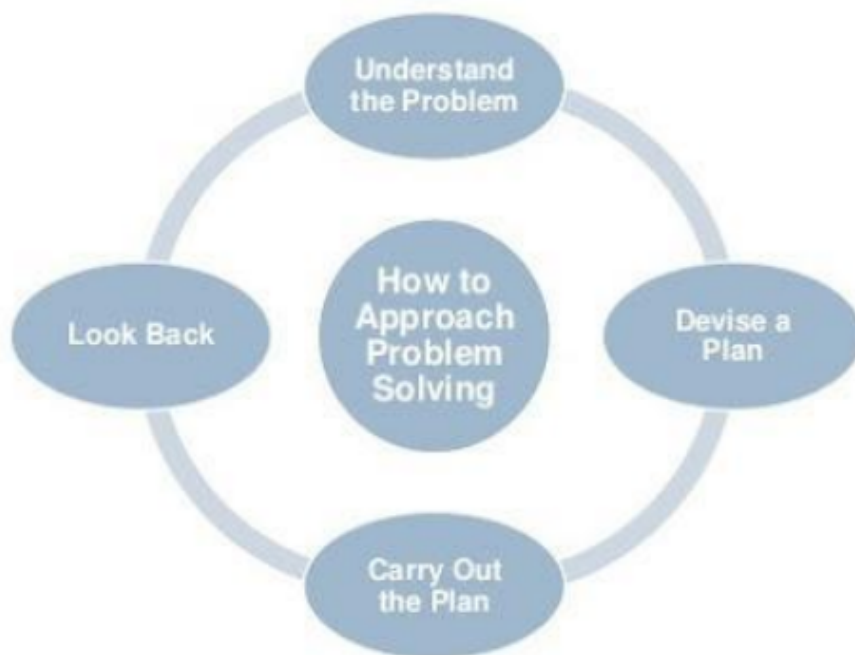 Understand
the Problem
How to
Approach
Problem
Solving
Look Back
Devise a
Plan
Carry Out
the Plan